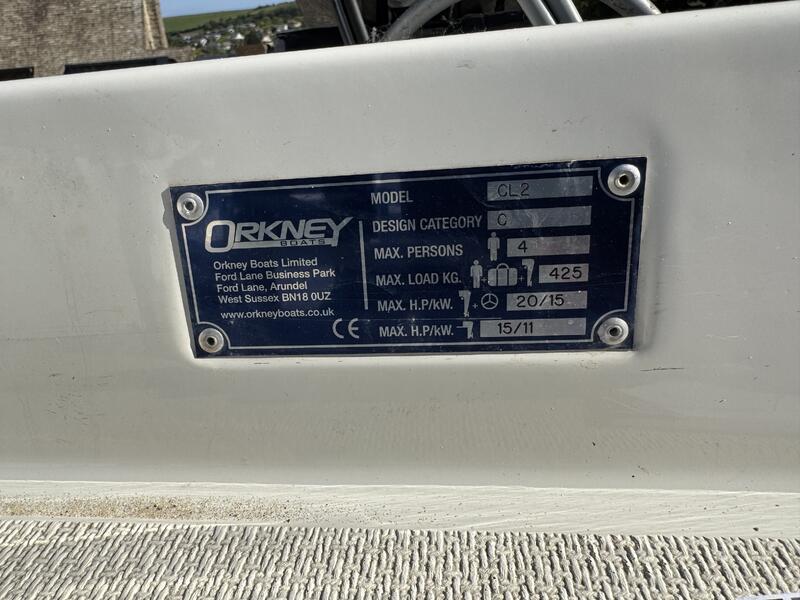 ORKNEY
BOATS
Orkney Boats Limited
Ford Lane Business Park
Ford Lane, Arundel
West Sussex BN18 0UZ
www.orkneyboats.co.uk
CE
MODEL CL2
DESIGN CATEGORY C
MAX. PERSONS 4
MAX. LOAD KG. + + 425
MAX. H.P/kW. + 20/15
MAX. H.P/kW. 15/11